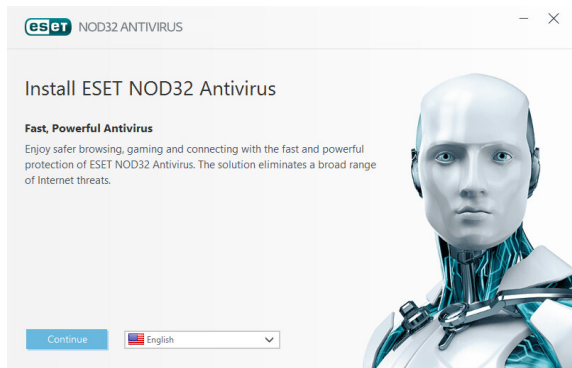 eseT NOD32 ANTIVIRUS
Install ESET NOD32 Antivirus
Fast, Powerful Antivirus
Enjoy safer browsing, gaming and connecting with the fast and powerful
protection of ESET NOD32 Antivirus. The solution eliminates a broad range
of Internet threats.
Continue English